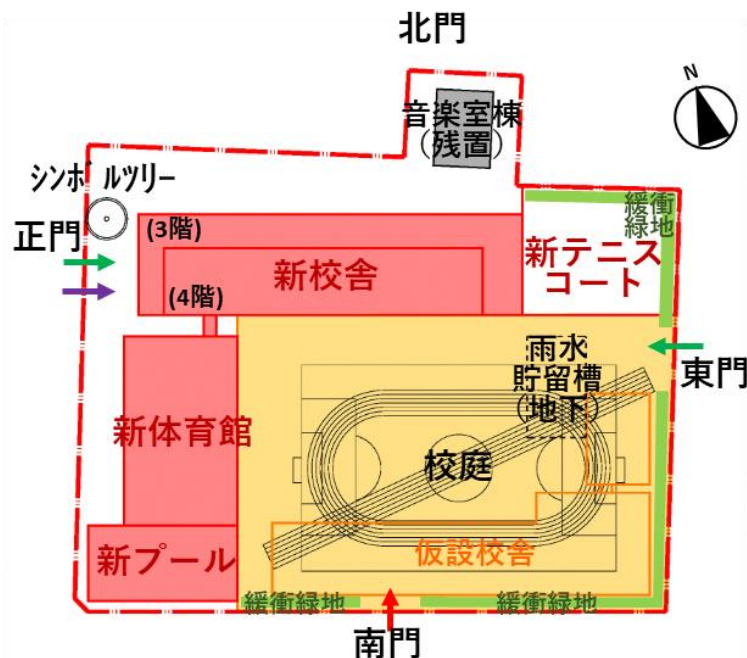 北門
N
音楽室棟
(残置)
シンボルツリー
緩衝
緑地
正門
(3階)
新テニス
コート
新校舎
(4階)
雨水
貯留槽
(地下)
東門
新体育館
校庭
仮設校舎
新プール
緩衝緑地
緩衝緑地
南門